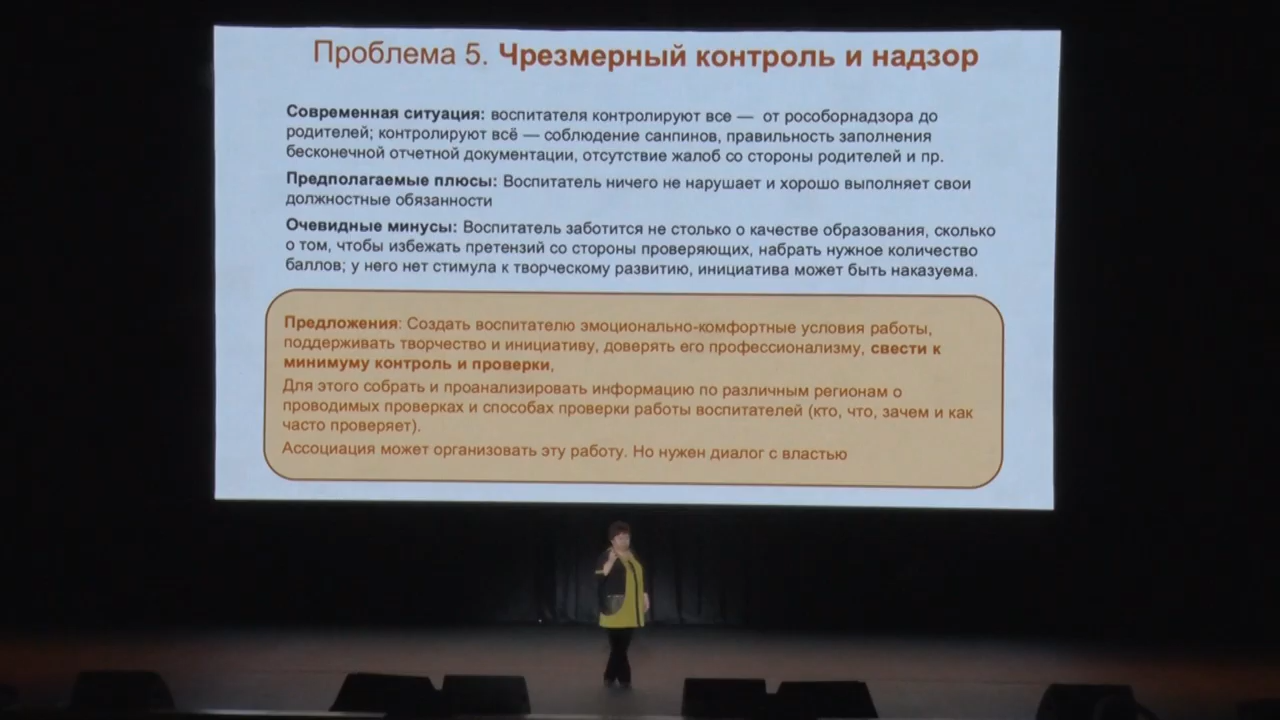 Проблема 5. Чрезмерный контроль и надзор
Современная ситуация: воспитателя контролируют все — от рособорнадзора до
родителей; контролируют всё — соблюдение санпинов, правильность заполнения
бесконечной отчетной документации, отсутствие жалоб со стороны родителей и пр.
Предполагаемые плюсы: Воспитатель ничего не нарушает и хорошо выполняет свои
должностные обязанности
Очевидные минусы: Воспитатель заботится не столько о качестве образования, сколько
о том, чтобы избежать претензий со стороны проверяющих, набрать нужное количество
баллов; у него нет стимула к творческому развитию, инициатива может быть наказуема.
Предложения: Создать воспитателю эмоционально-комфортные условия работы,
поддерживать творчество и инициативу, доверять его профессионализму, свести к
минимуму контроль и проверки,
Для этого собрать и проанализировать информацию по различным регионам о
проводимых проверках и способах проверки работы воспитателей (кто, что, зачем и как
часто проверяет).
Ассоциация может организовать эту работу. Но нужен диалог с властью